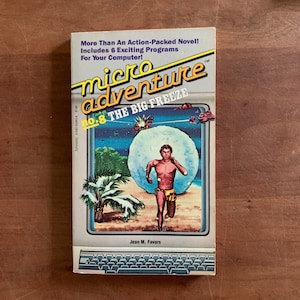 More Than An Action-Packed Novel!
Includes 6 Exciting Programs
For Your Computer!
micro
adventure
no. 8 THE BIG FREEZE
Jean M. Favors